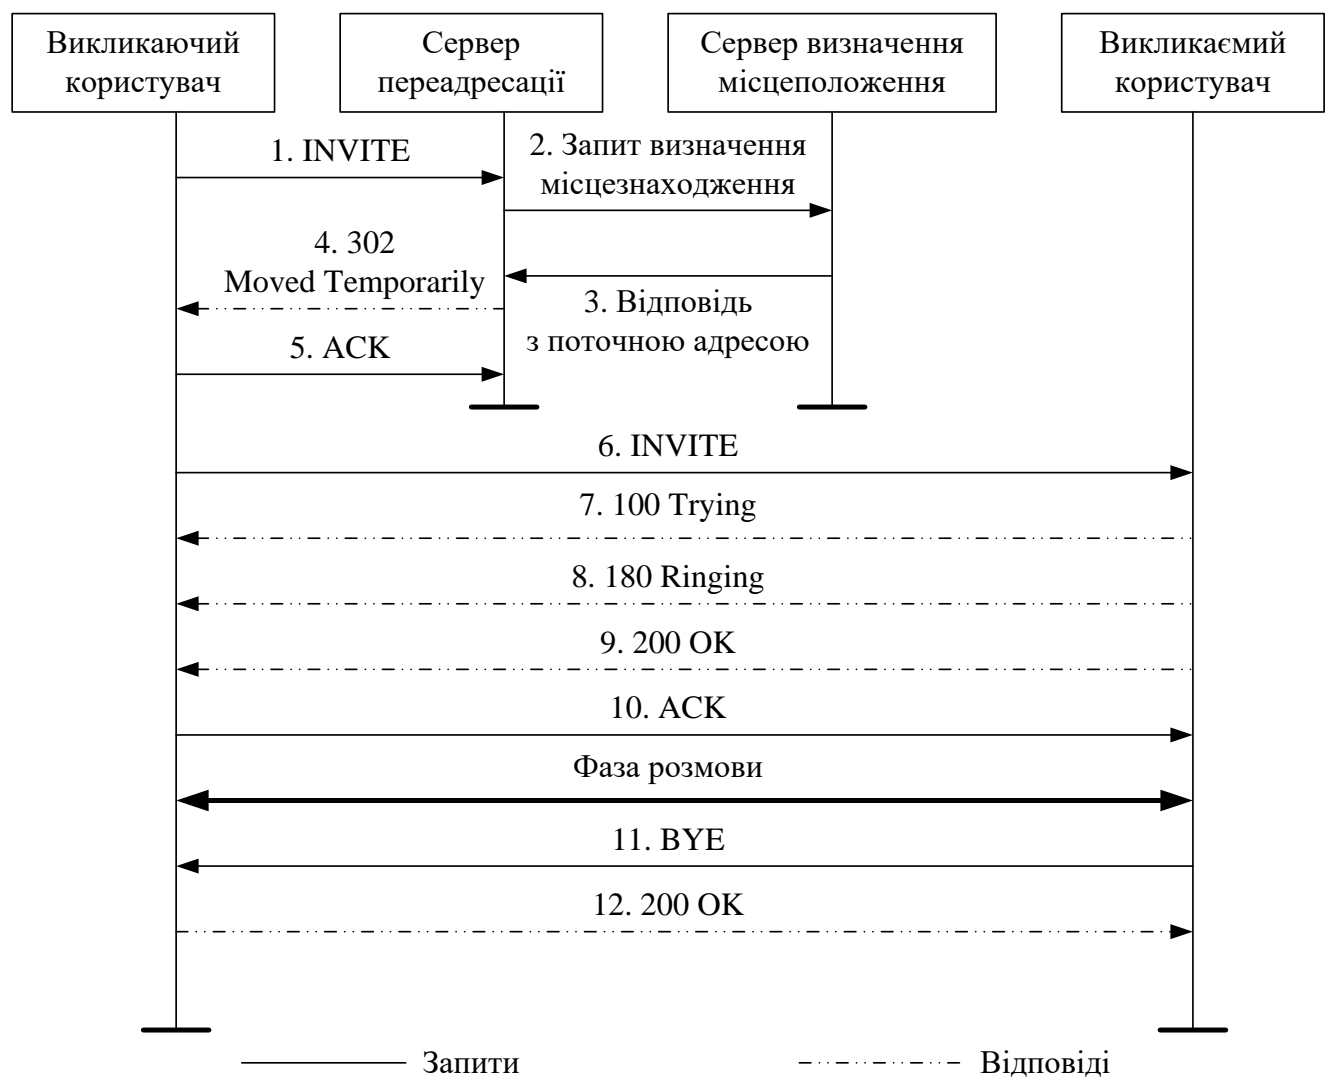 Викликаючий
користувач
Сервер
переадресації
Сервер визначення
місцеположення
Викликаємий
користувач
1. INVITE
2. Запит визначення
місцезнаходження
4. 302
Moved Temporarily
3. Відповідь
з поточною адресою
5. ACK
6. INVITE
7. 100 Trying
8. 180 Ringing
9. 200 OK
10. ACK
Фаза розмови
11. BYE
12. 200 OK
Запити
Відповіді